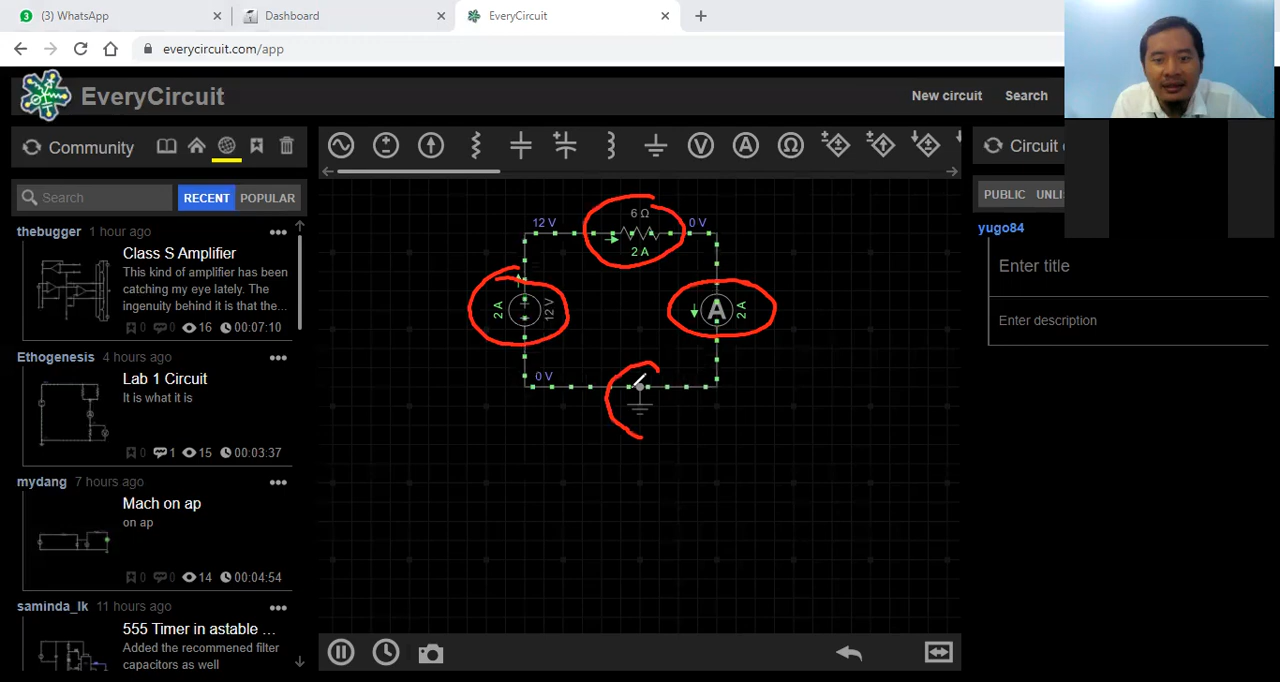 3 (3) WhatsApp
Dashboard
EveryCircuit
everycircuit.com/app
EveryCircuit
New circuit
Search
Community
Search
RECENT
POPULAR
thebugger 1 hour ago
Class S Amplifier
This kind of amplifier has been
catching my eye lately. The
ingenuity behind it is that the...
0 0 16 00:07:10
Ethogenesis 4 hours ago
Lab 1 Circuit
It is what it is
0 1 15 00:03:37
mydang 7 hours ago
Mach on ap
on ap
0 0 14 00:04:54
saminda_lk 11 hours ago
555 Timer in astable ...
Added the recommened filter
capacitors as well
V A Ω
12 V
6 Ω
0 V
2 A
2 A
12 V
A
2 A
0 V
Circuit
PUBLIC
UNLI
yugo84
Enter title
Enter description